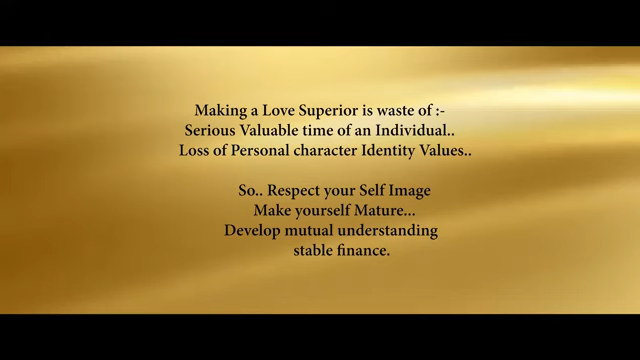 Making a Love Superior is waste of :-
Serious Valuable time of an Individual..
Loss of Personal character Identity Values..
So.. Respect your Self Image
Make yourself Mature...
Develop mutual understanding
stable finance.